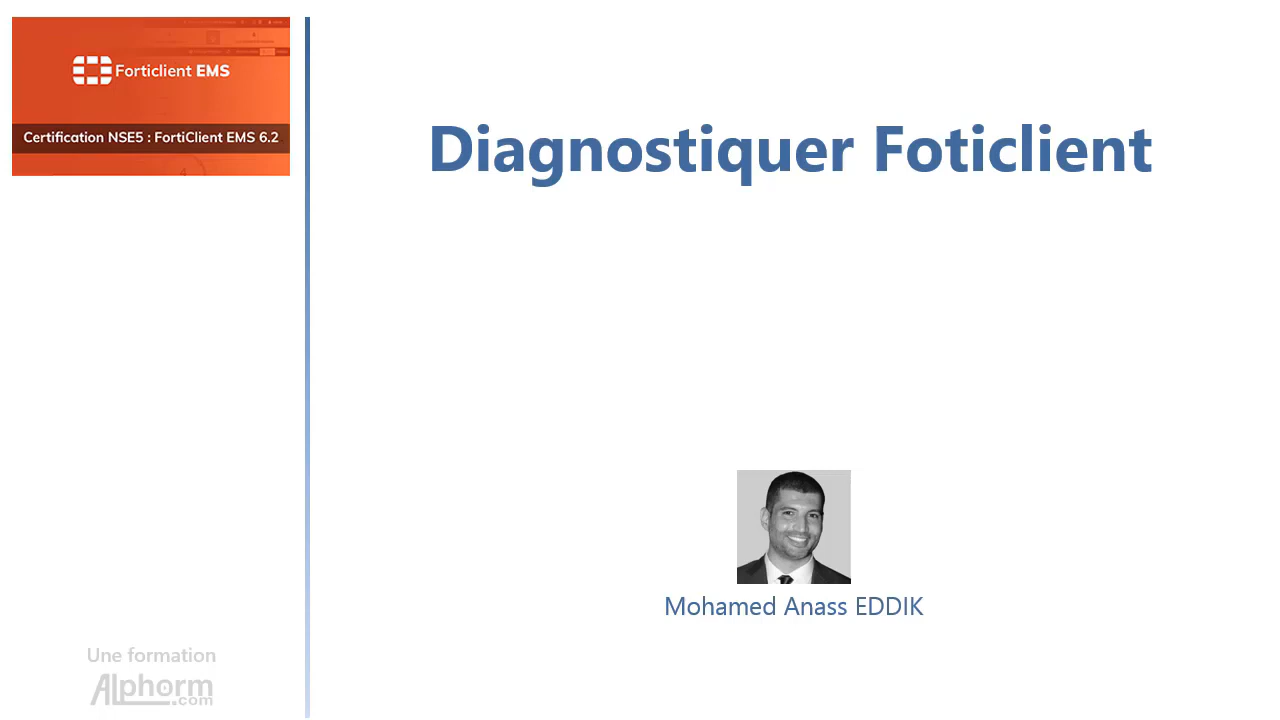 Forticlient EMS
Certification NSE5 : FortiClient EMS 6.2
Diagnostiquer Foticlient
Mohamed Anass EDDIK
Une formation
Alphorm
.com